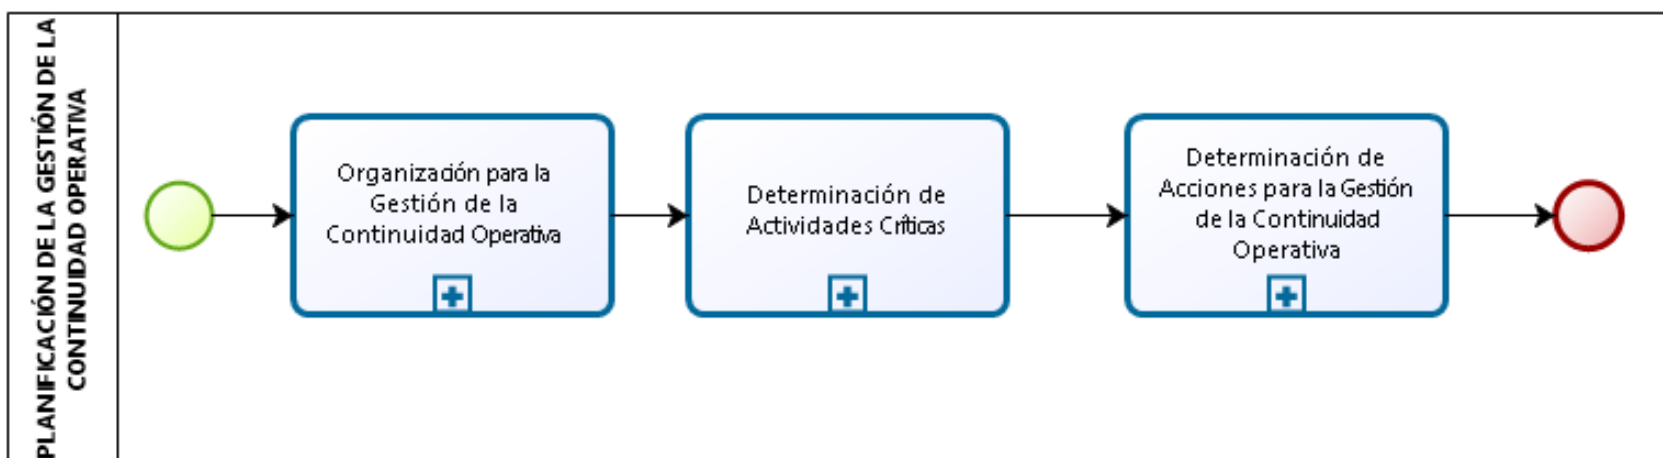 PLANIFICACIÓN DE LA GESTIÓN DE LA
CONTINUIDAD OPERATIVA
Organización para la
Gestión de la
Continuidad Operativa
Determinación de
Actividades Críticas
Determinación de
Acciones para la Gestión
de la Continuidad
Operativa